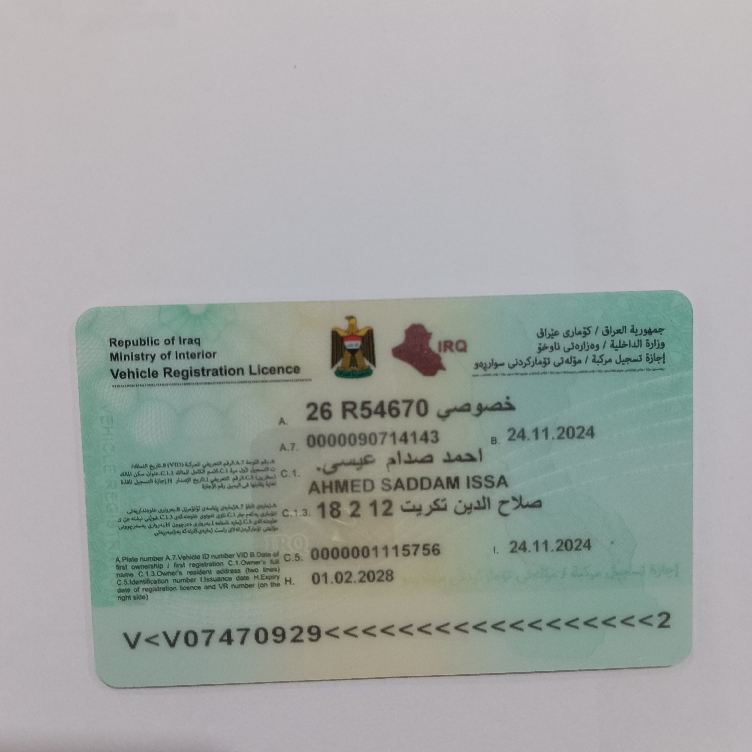 Republic of Iraq
Ministry of Interior
Vehicle Registration Licence
IRQ
جمهورية العراق / كۆماری عێراق
وزارة الداخلية / وەزارەتی ناوخۆ
إجازة تسجيل مركبة / مۆڵەتی تۆمارکردنی سواریەو
A. 26 R54670 خصوصي
A.7. 0000090714143
B. 24.11.2024
C.1. احمد صدام عيسى.
AHMED SADDAM ISSA
C.1.3. صلاح الدين تكريت 12 2 18
C.5. 0000001115756
I. 24.11.2024
H. 01.02.2028
A.Plate number A.7.Vehicle ID number VID B.Date of
first ownership / first registration C.1.Owner's full
name C.1.3.Owner's resident address (two lines)
C.5.Identification number I.Issuance date H.Expiry
date of registration licence and VR number (on the
right side)
V<V07470929<<<<<<<<<<<<<<<<<<<2